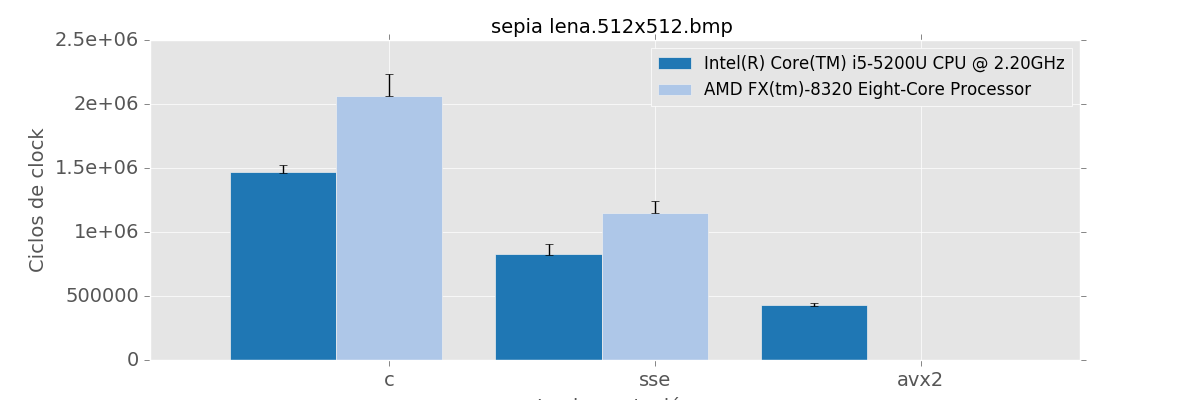 sepia lena.512x512.bmp
Intel(R) Core(TM) i5-5200U CPU @ 2.20GHz
AMD FX(tm)-8320 Eight-Core Processor
Ciclos de clock
2.5e+06
2e+06
1.5e+06
1e+06
500000
0
c sse avx2